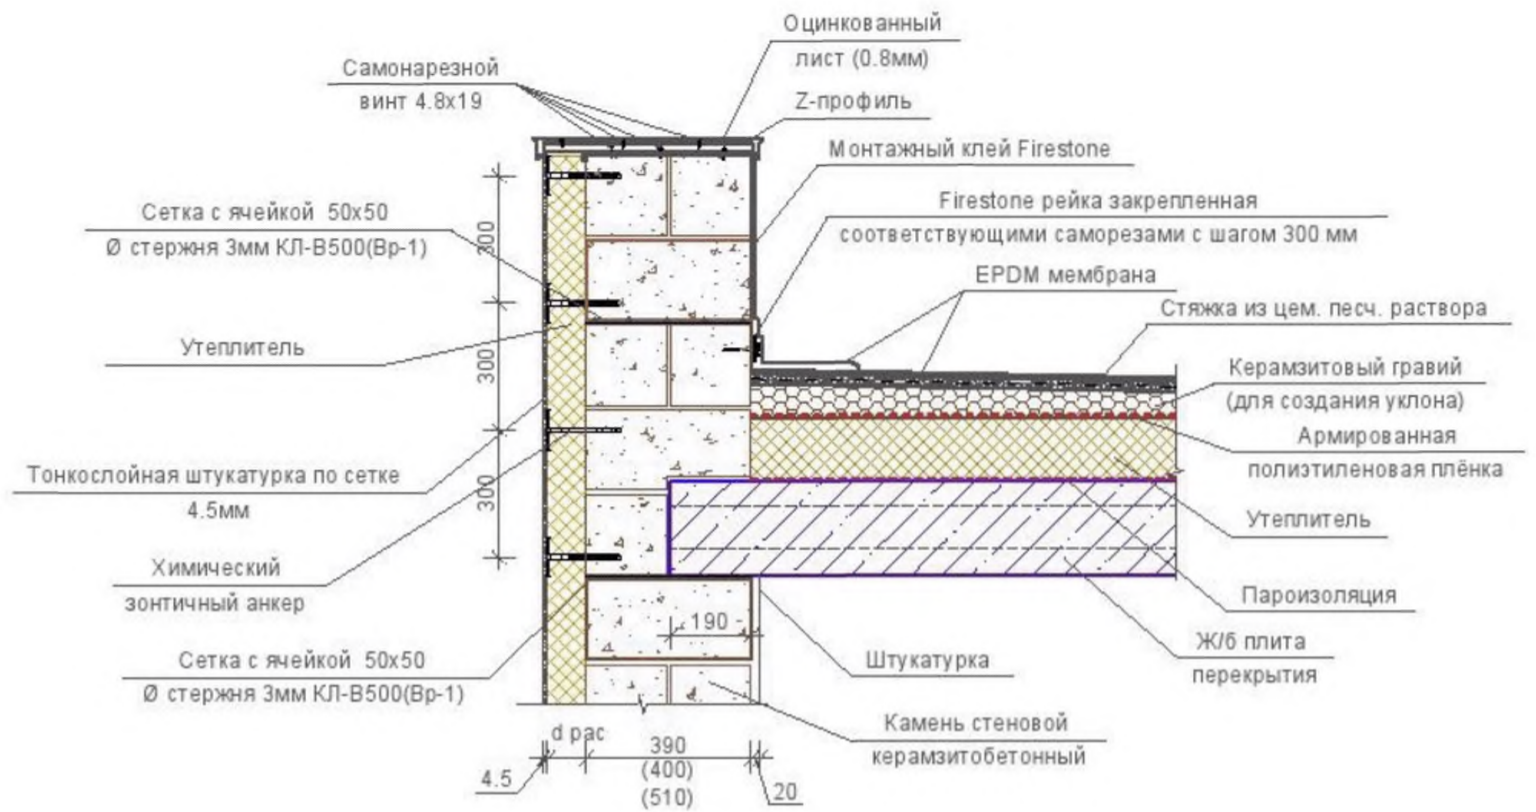 Оцинкованный
лист (0.8мм)
Самонарезной
винт 4.8х19
Z-профиль
Монтажный клей Firestone
Сетка с ячейкой 50х50
Ø стержня 3мм КЛ-В500(Вр-1)
Firestone рейка закрепленная
соответствующими саморезами с шагом 300 мм
300
EPDM мембрана
Стяжка из цем. песч. раствора
Утеплитель
300
Керамзитовый гравий
(для создания уклона)
Армированная
полиэтиленовая плёнка
Тонкослойная штукатурка по сетке
4.5мм
300
Утеплитель
Химический
зонтичный анкер
Пароизоляция
190
Ж/б плита
перекрытия
Сетка с ячейкой 50х50
Ø стержня 3мм КЛ-В500(Вр-1)
Штукатурка
Камень стеновой
керамзитобетонный
d рас
390
(400)
(510)
4.5
20